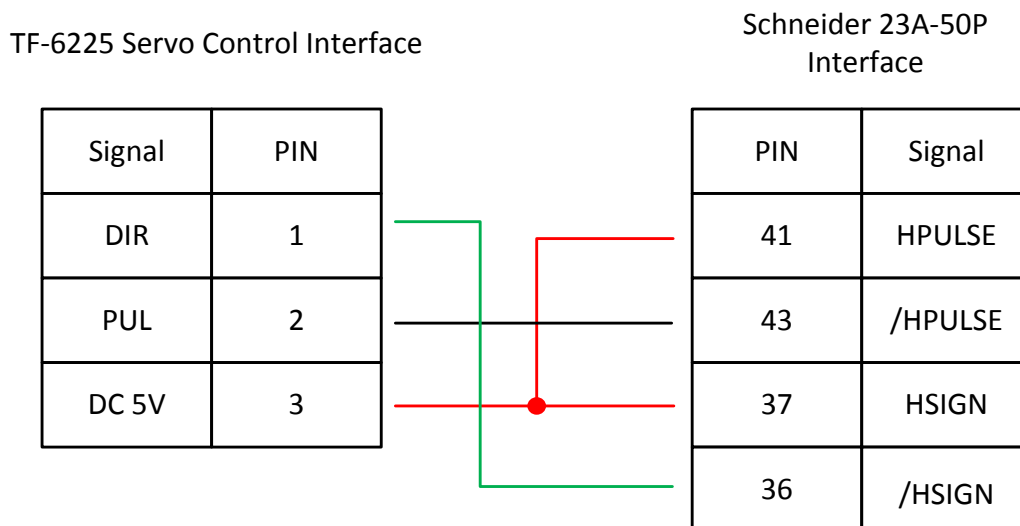 TF-6225 Servo Control Interface
Schneider 23A-50P
Interface
Signal PIN
DIR 1
PUL 2
DC 5V 3
PIN Signal
41 HPULSE
43 /HPULSE
37 HSIGN
36 /HSIGN